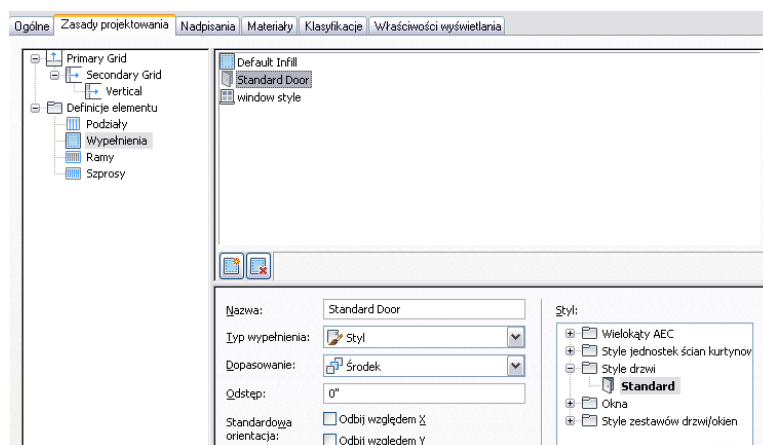 Ogólne Zasady projektowania Nadpisania Materiały Klasyfikacje Właściwości wyświetlania
Primary Grid
Secondary Grid
Vertical
Definicje elementu
Podziały
Wypełnienia
Ramy
Szprosy
Default Infill
Standard Door
window style
Nazwa: Standard Door
Typ wypełnienia: Styl
Dopasowanie: Środek
Odstęp: 0"
Standardowa orientacja:
Odbij względem X
Odbij względem Y
Styl:
Wielokąty AEC
Style jednostek ścian kurtynow
Style drzwi
Standard
Okna
Style zestawów drzwi/okien